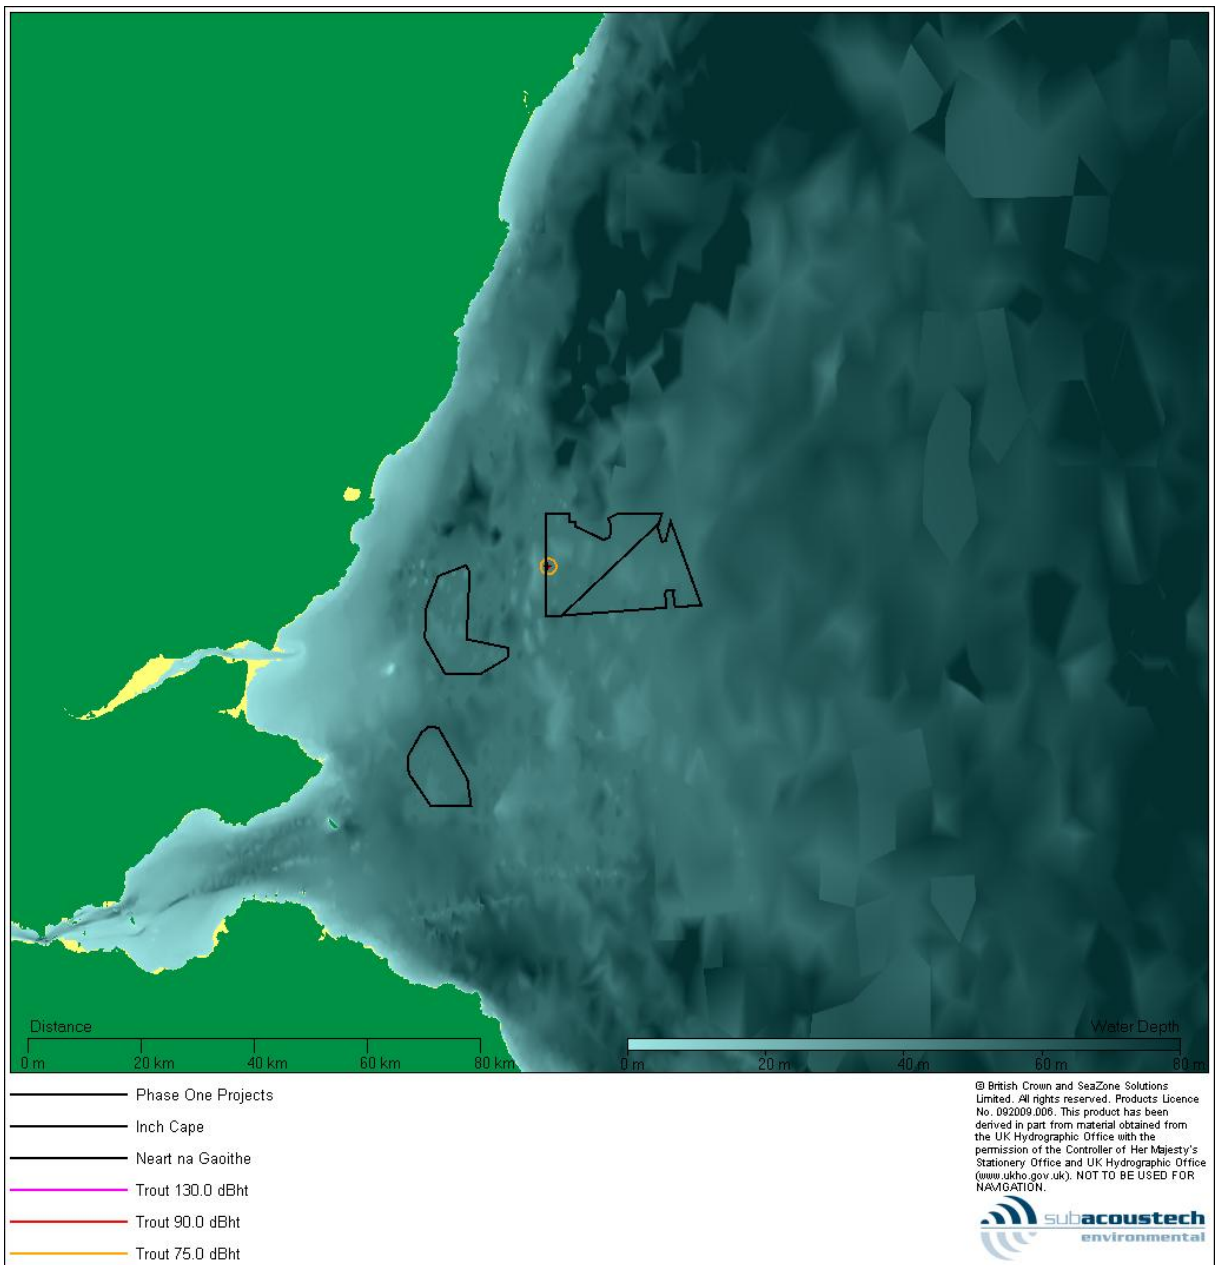 Distance
0 m 20 km 40 km 60 km 80 km
Water Depth
0 m 20 m 40 m 60 m 80 m
Phase One Projects
Inch Cape
Neart na Gaoithe
Trout 130.0 dBht
Trout 90.0 dBht
Trout 75.0 dBht
© British Crown and SeaZone Solutions
Limited. All rights reserved. Products Licence
No. 092009.006. This product has been
derived in part from material obtained from
the UK Hydrographic Office with the
permission of the Controller of Her Majesty's
Stationery Office and UK Hydrographic Office
(www.ukho.gov.uk). NOT TO BE USED FOR
NAVIGATION.
subacoustech
environmental